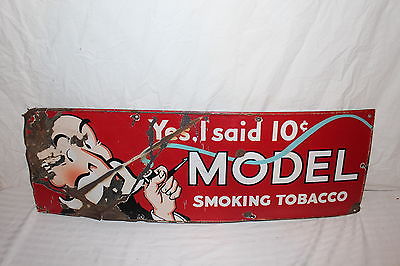 Yes, I said 10¢
MODEL
SMOKING TOBACCO